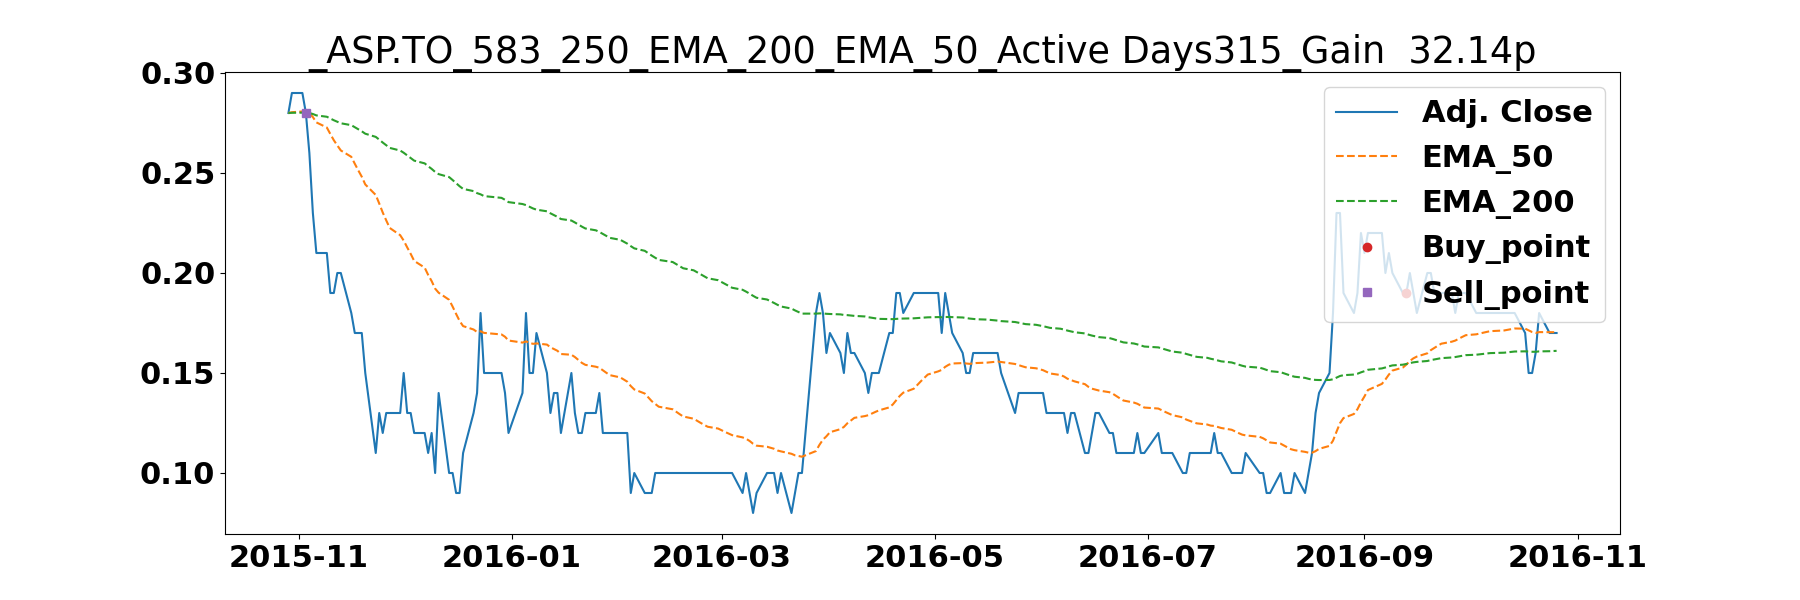 _ASP.TO_583_250_EMA_200_EMA_50_Active Days315_Gain  32.14p
0.30
0.25
0.20
0.15
0.10
2015-11 2016-01 2016-03 2016-05 2016-07 2016-09 2016-11
Adj. Close
EMA_50
EMA_200
Buy_point
Sell_point